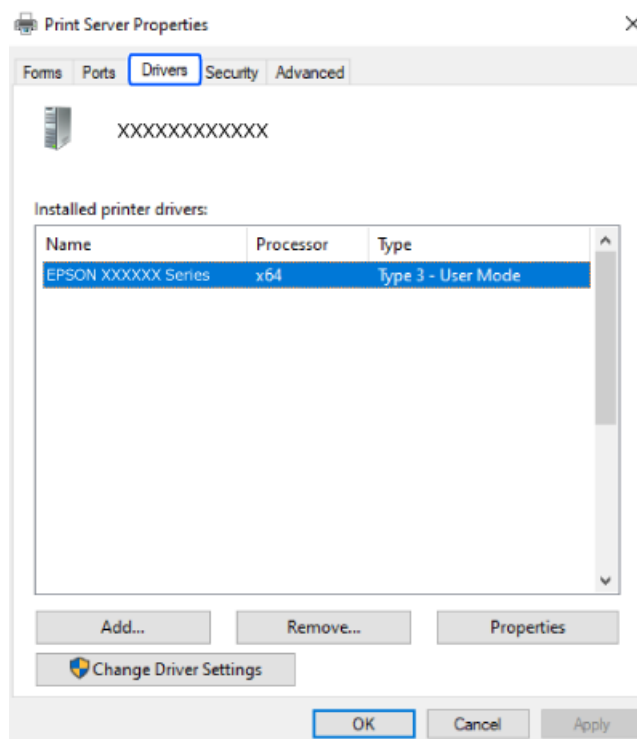 Print Server Properties
Forms Ports Drivers Security Advanced
XXXXXXXXXXXX
Installed printer drivers:
Name Processor Type
EPSON XXXXXX Series x64 Type 3 - User Mode
Add... Remove... Properties
Change Driver Settings
OK Cancel Apply